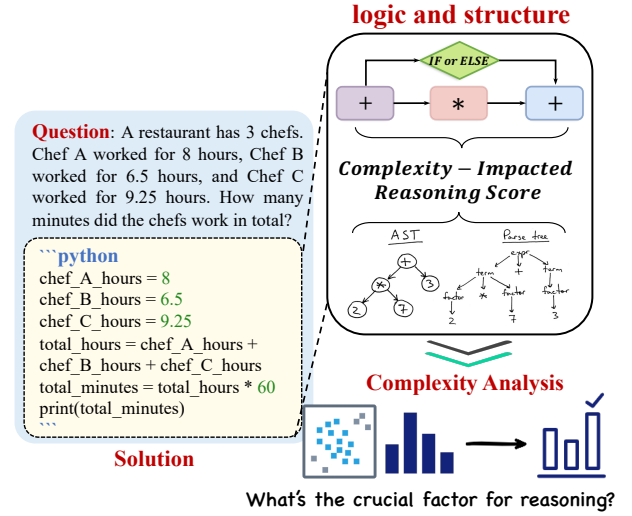 logic and structure
IF or ELSE
+
*
+
Complexity – Impacted
Reasoning Score
AST
+
*
3
2
7
Parse tree
expr
term
+
term
factor
*
factor
factor
2
7
3
Question: A restaurant has 3 chefs.
Chef A worked for 8 hours, Chef B
worked for 6.5 hours, and Chef C
worked for 9.25 hours. How many
minutes did the chefs work in total?
```python
chef_A_hours = 8
chef_B_hours = 6.5
chef_C_hours = 9.25
total_hours = chef_A_hours +
chef_B_hours + chef_C_hours
total_minutes = total_hours * 60
print(total_minutes)
```
Solution
Complexity Analysis
What's the crucial factor for reasoning?